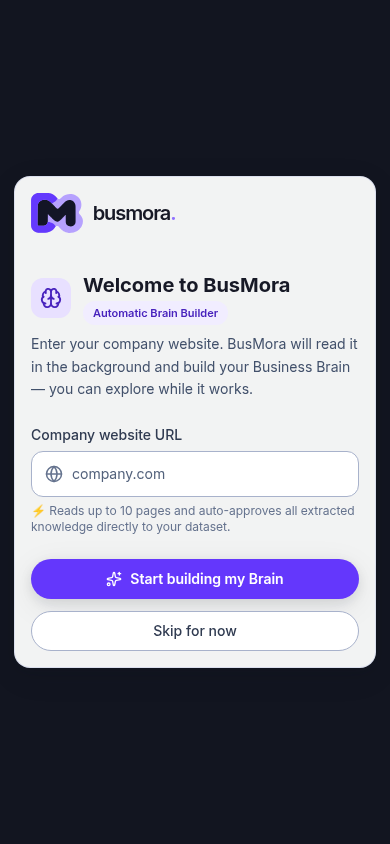 busmora.
Welcome to BusMora
Automatic Brain Builder
Enter your company website. BusMora will read it
in the background and build your Business Brain
— you can explore while it works.
Company website URL
company.com
⚡ Reads up to 10 pages and auto-approves all extracted
knowledge directly to your dataset.
Start building my Brain
Skip for now